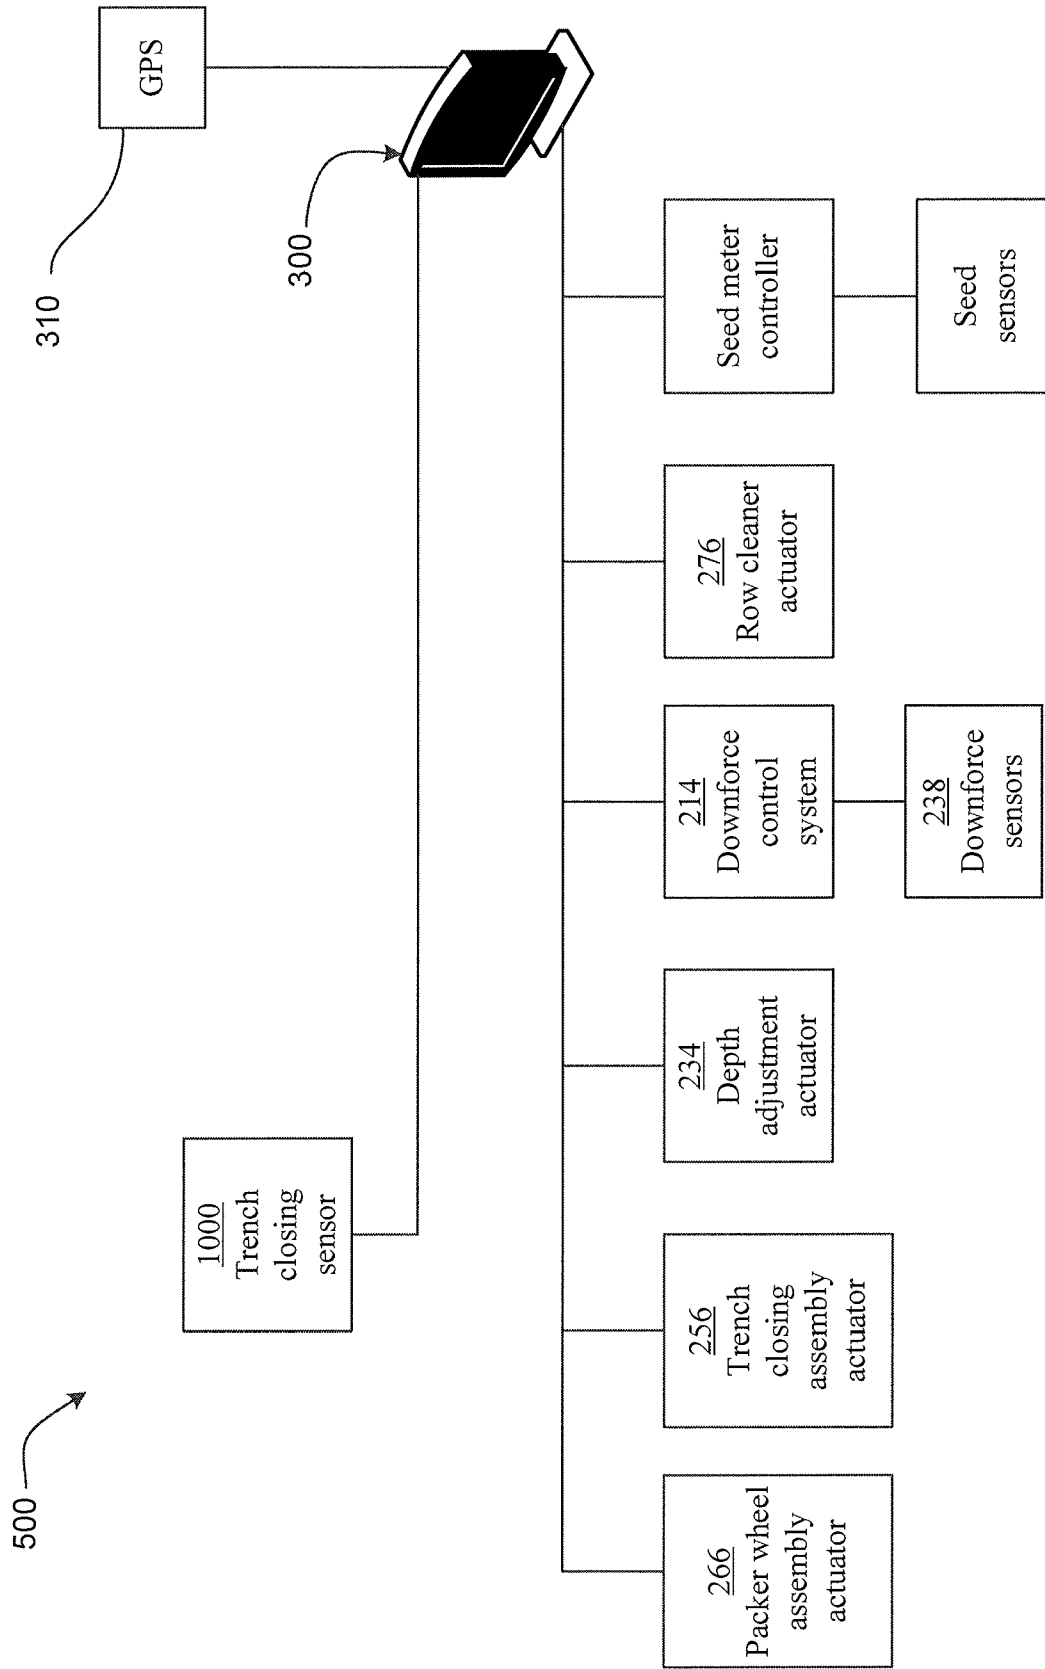 500
1000
Trench
closing
sensor
310
GPS
300
266
Packer wheel
assembly
actuator
256
Trench
closing
assembly
actuator
234
Depth
adjustment
actuator
214
Downforce
control
system
238
Downforce
sensors
276
Row cleaner
actuator
Seed meter
controller
Seed
sensors